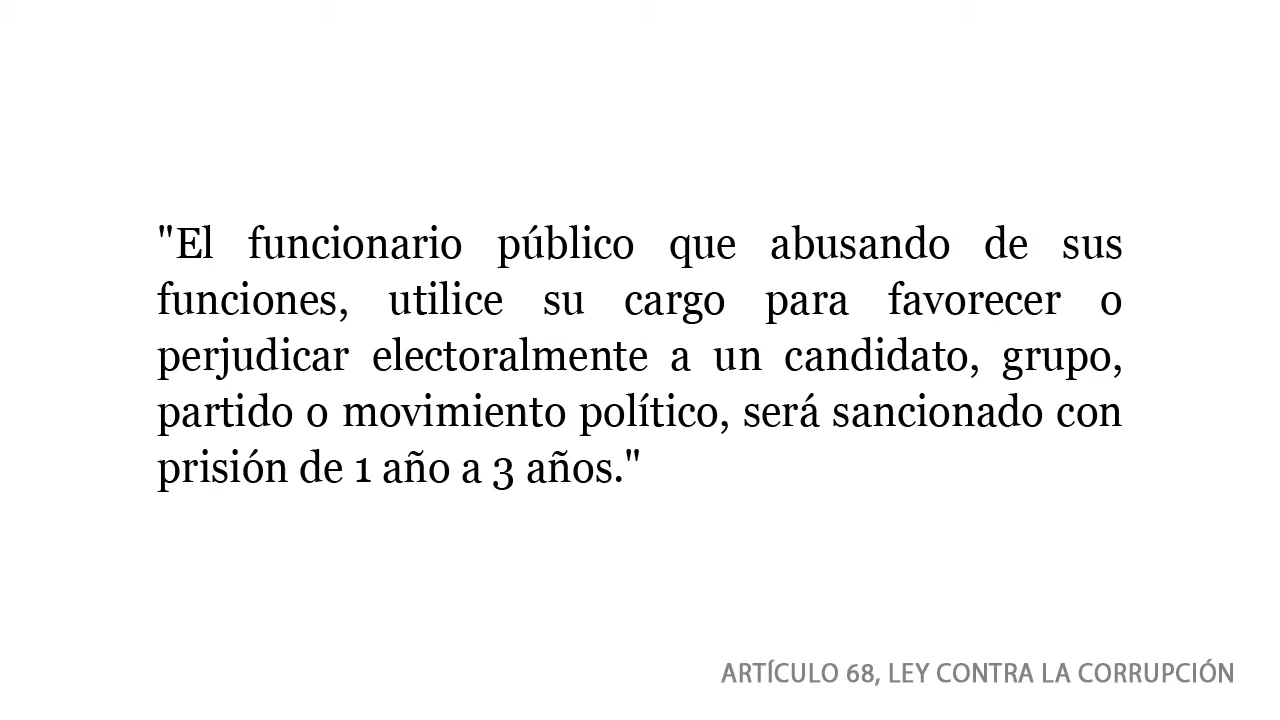 "El funcionario público que abusando de sus
funciones, utilice su cargo para favorecer o
perjudicar electoralmente a un candidato, grupo,
partido o movimiento político, será sancionado con
prisión de 1 año a 3 años."
ARTÍCULO 68, LEY CONTRA LA CORRUPCIÓN